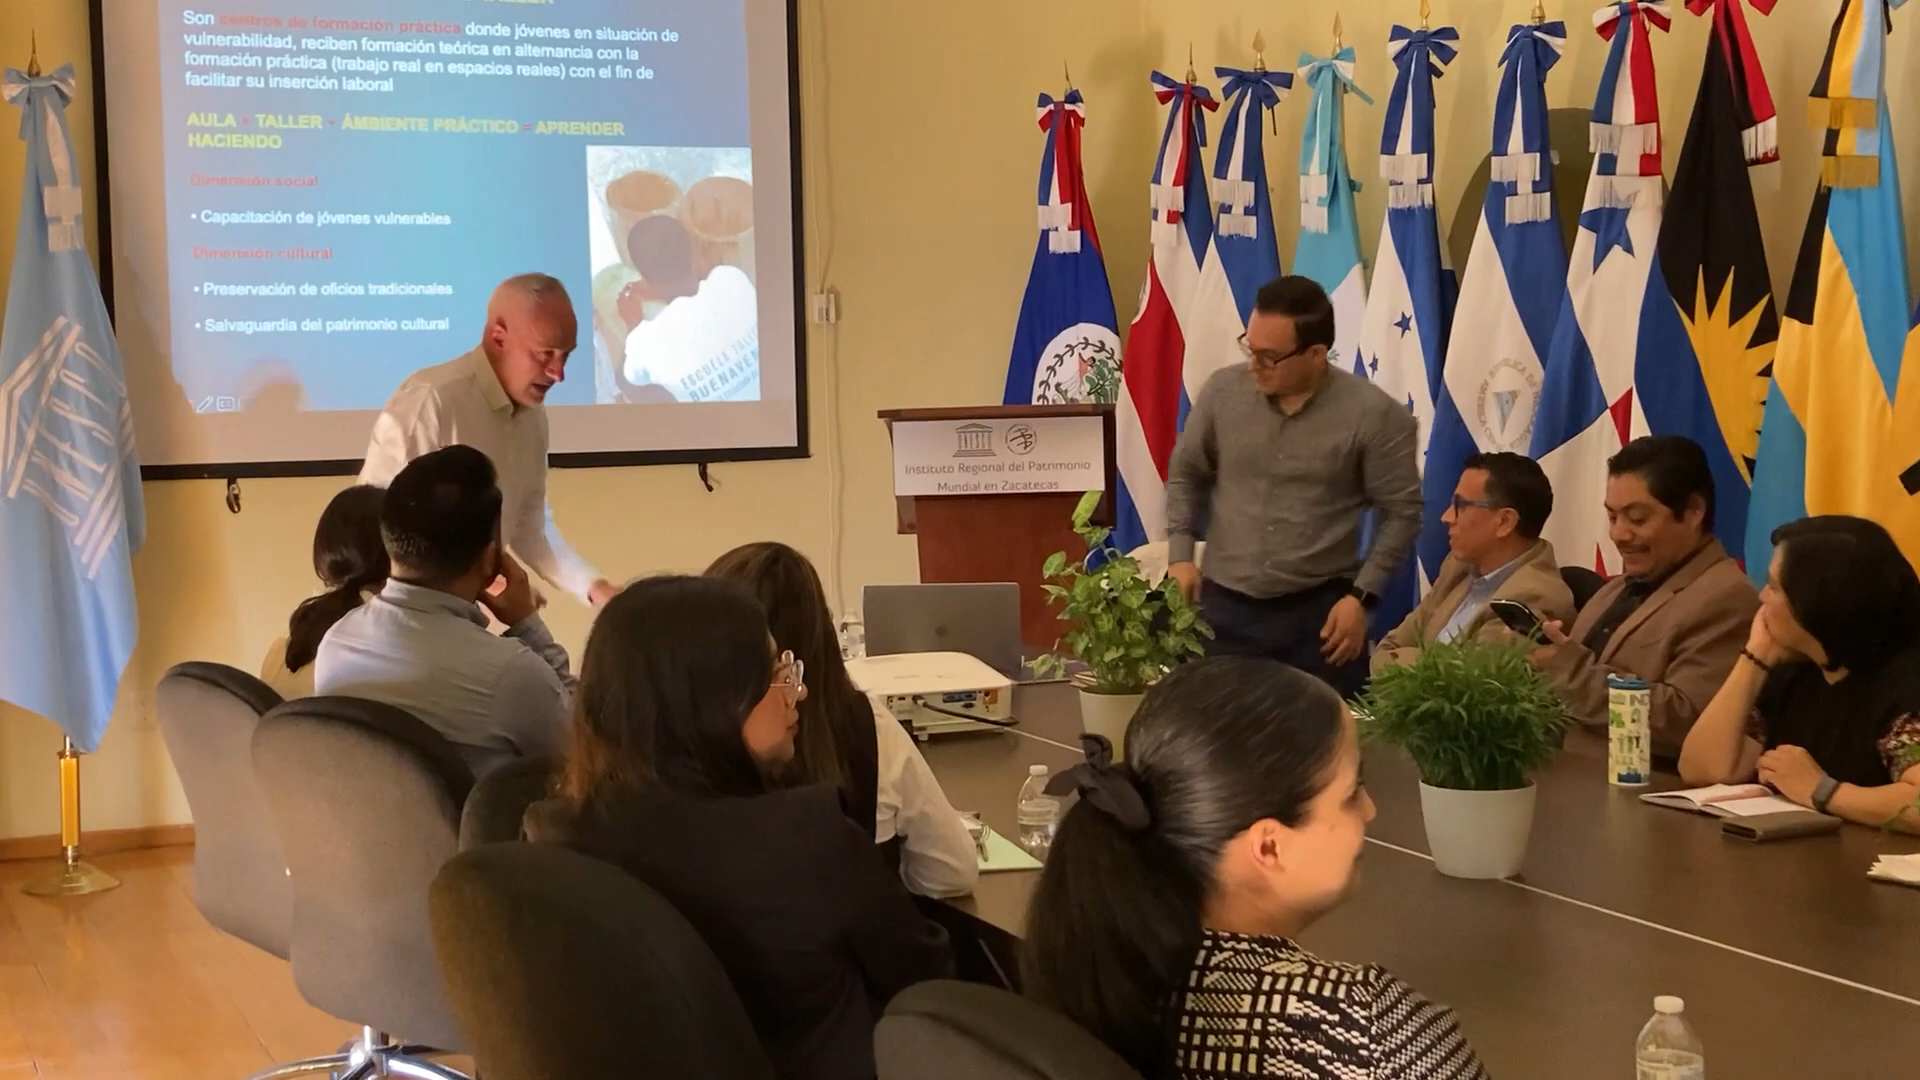 Son centros de formación práctica donde jóvenes en situación de
vulnerabilidad, reciben formación teórica en alternancia con la
formación práctica (trabajo real en espacios reales) con el fin de
facilitar su inserción laboral
AULA + TALLER + ÁMBIENTE PRÁCTICO = APRENDER
HACIENDO
Dimensión social
• Capacitación de jóvenes vulnerables
Dimensión cultural
• Preservación de oficios tradicionales
• Salvaguardia del patrimonio cultural
ESCUELA TALLER
UNESCO
Instituto Regional del Patrimonio
Mundial en Zacatecas